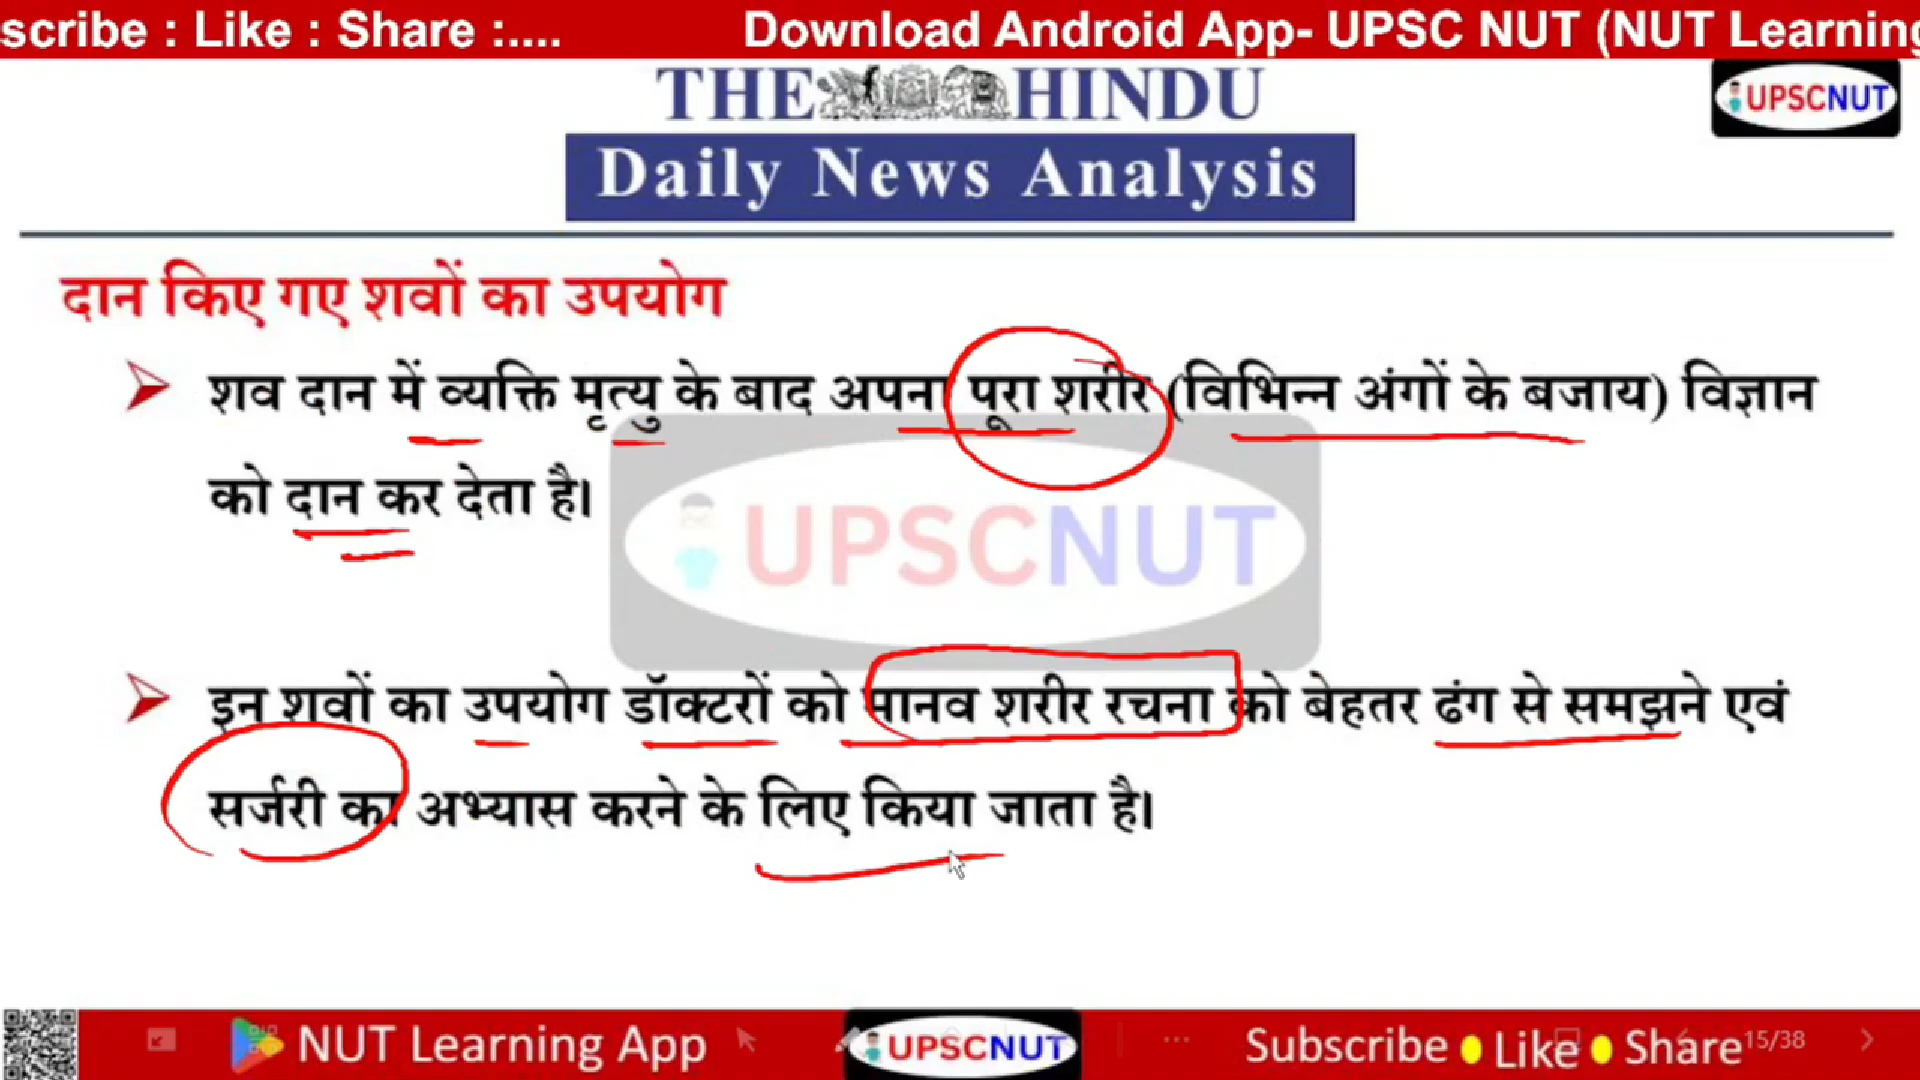 scribe : Like : Share :.... Download Android App- UPSC NUT (NUT Learning
THE HINDU
UPSCNUT
Daily News Analysis
दान किए गए शवों का उपयोग
शव दान में व्यक्ति मृत्यु के बाद अपना पूरा शरीर (विभिन्न अंगों के बजाय) विज्ञान
को दान कर देता है।
UPSCNUT
इन शवों का उपयोग डॉक्टरों को मानव शरीर रचना को बेहतर ढंग से समझने एवं
सर्जरी का अभ्यास करने के लिए किया जाता है।
NUT Learning App UPSCNUT Subscribe Like Share 15/38